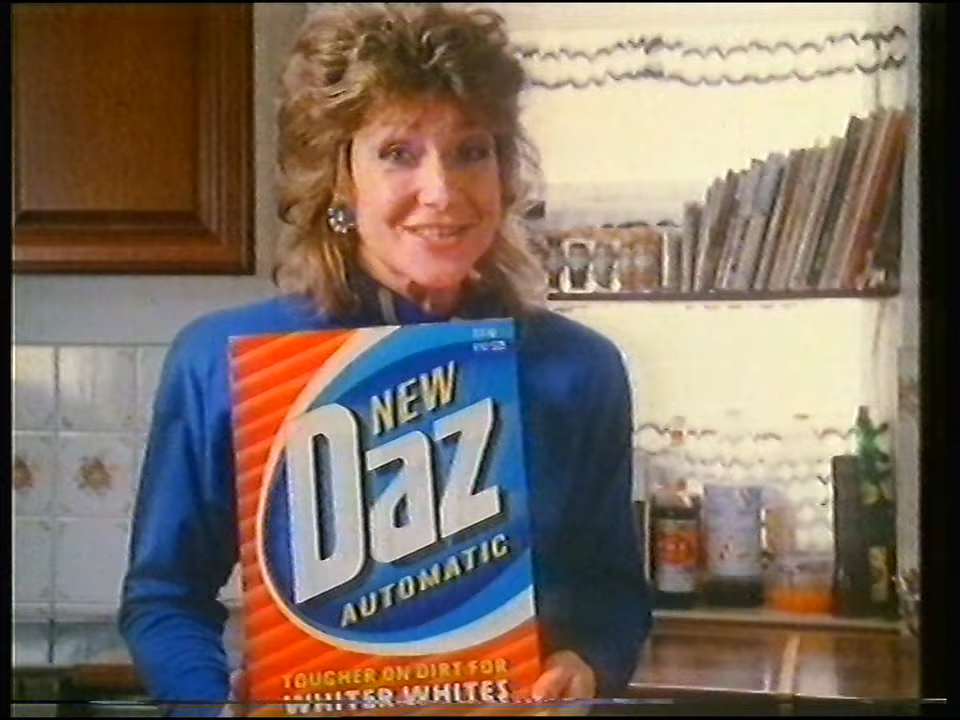 NEW
Daz
AUTOMATIC
TOUGHER ON DIRT FOR
WHITER WHITES